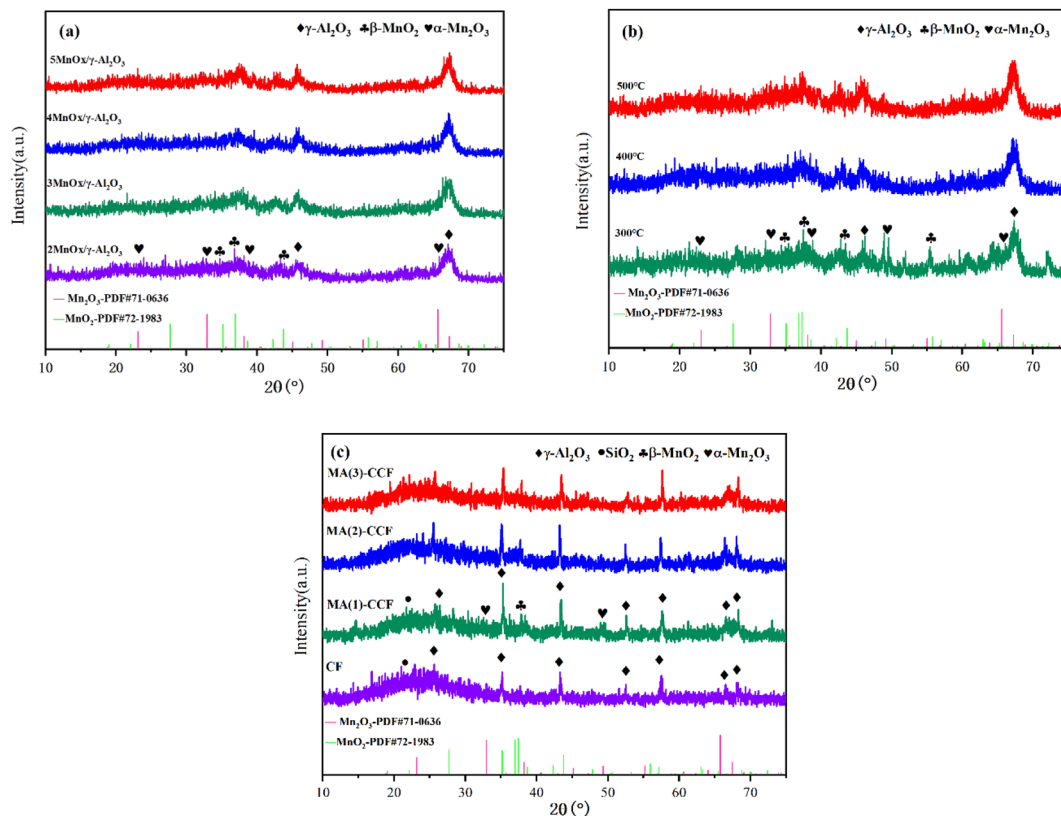 (a)
♦γ-Al₂O₃ ♣β-MnO₂ ♥α-Mn₂O₃
5MnOx/γ-Al₂O₃
4MnOx/γ-Al₂O₃
3MnOx/γ-Al₂O₃
2MnOx/γ-Al₂O₃
Mn₂O₃-PDF#71-0636
MnO₂-PDF#72-1983
Intensity(a.u.)
10 20 30 40 50 60 70
2θ(°)
(b)
♦γ-Al₂O₃ ♣β-MnO₂ ♥α-Mn₂O₃
500°C
400°C
300°C
Mn₂O₃-PDF#71-0636
MnO₂-PDF#72-1983
Intensity(a.u.)
10 20 30 40 50 60 70
2θ(°)
(c)
♦γ-Al₂O₃ ●SiO₂ ♣β-MnO₂ ♥α-Mn₂O₃
MA(3)-CCF
MA(2)-CCF
MA(1)-CCF
CF
Mn₂O₃-PDF#71-0636
MnO₂-PDF#72-1983
Intensity(a.u.)
10 20 30 40 50 60 70
2θ(°)